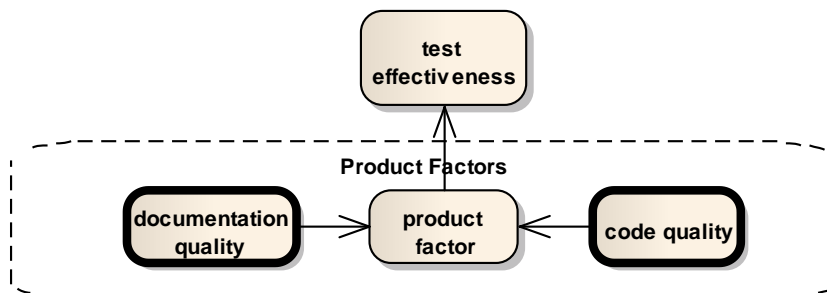 test
effectiveness
Product Factors
documentation
quality
product
factor
code quality